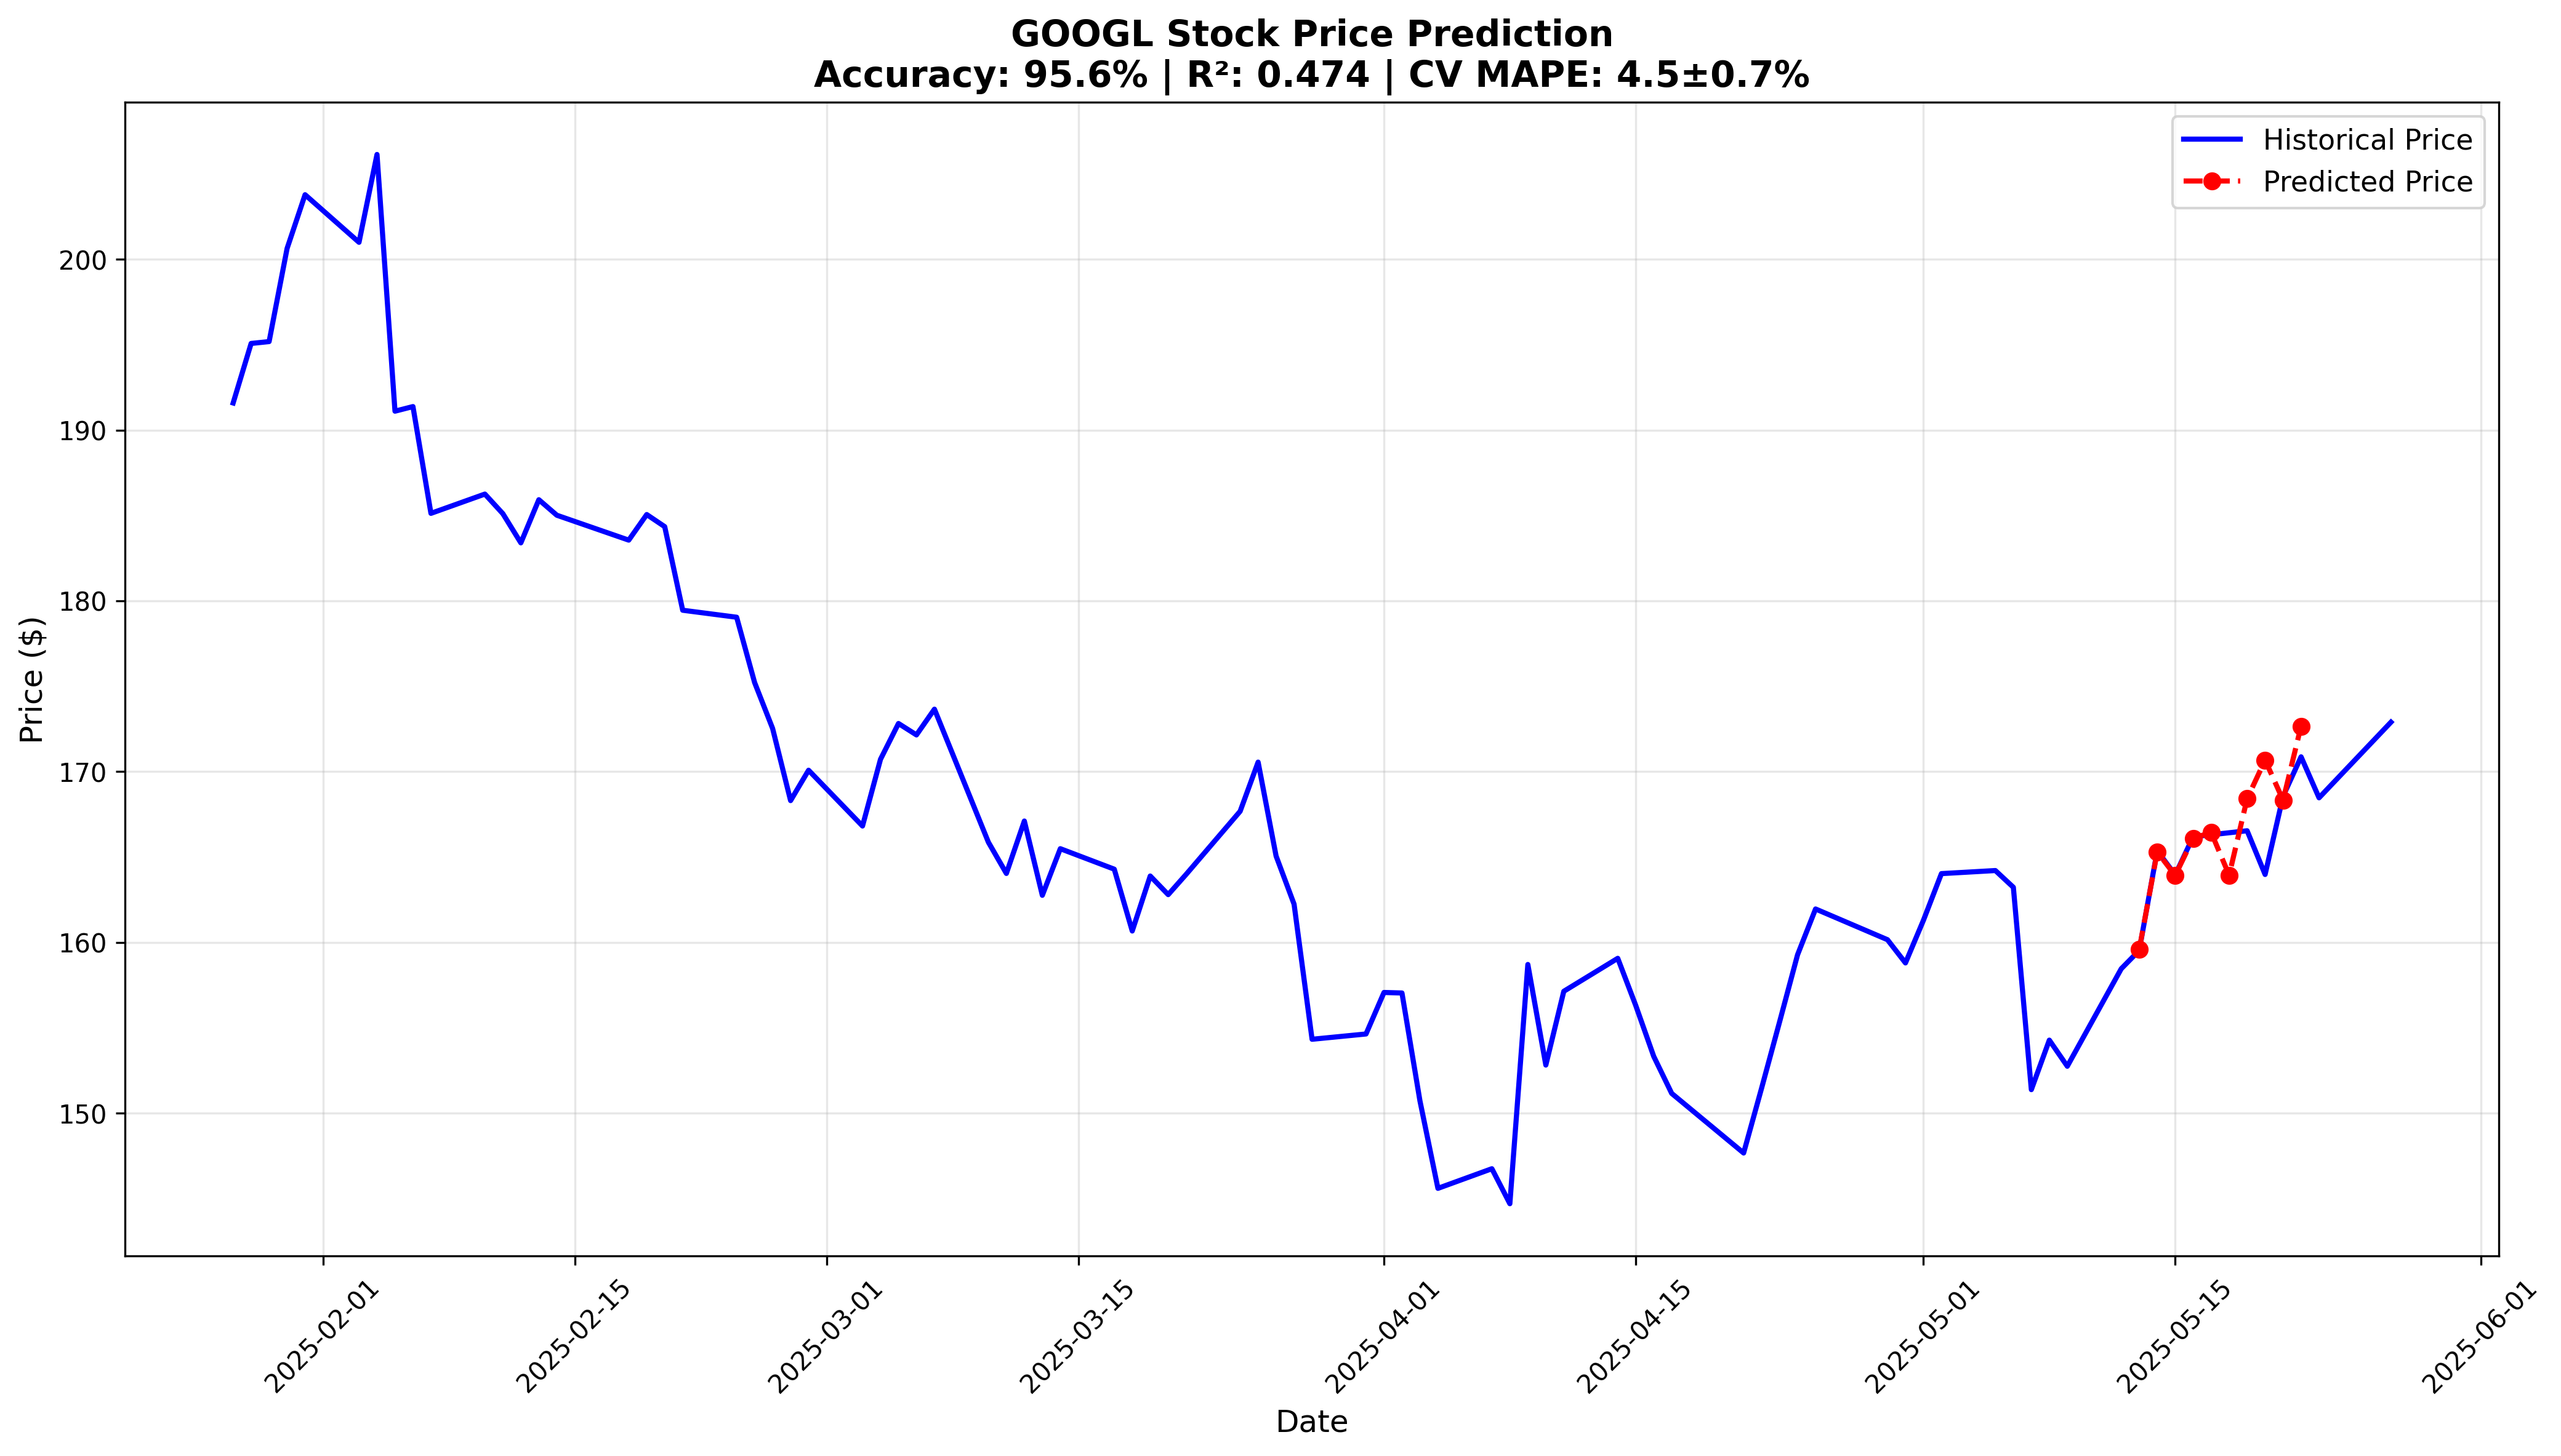 GOOGL Stock Price Prediction
Accuracy: 95.6% | R²: 0.474 | CV MAPE: 4.5±0.7%
Historical Price
Predicted Price
Price ($)
200
190
180
170
160
150
2025-02-01
2025-02-15
2025-03-01
2025-03-15
2025-04-01
2025-04-15
2025-05-01
2025-05-15
2025-06-01
Date